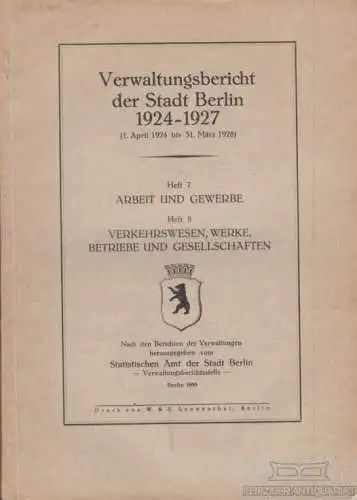 Verwaltungsbericht
der Stadt Berlin
1924-1927
(1. April 1924 bis 31. März 1928)
Heft 7
ARBEIT UND GEWERBE
Heft 8
VERKEHRSWESEN, WERKE,
BETRIEBE UND GESELLSCHAFTEN
Nach den Berichten der Verwaltungen
herausgegeben vom
Statistischen Amt der Stadt Berlin
— Verwaltungsberichtsstelle —
Berlin
Druck von W. & S. Loewenthal, Berlin
LEIPZIGER ANTIQUARIAT